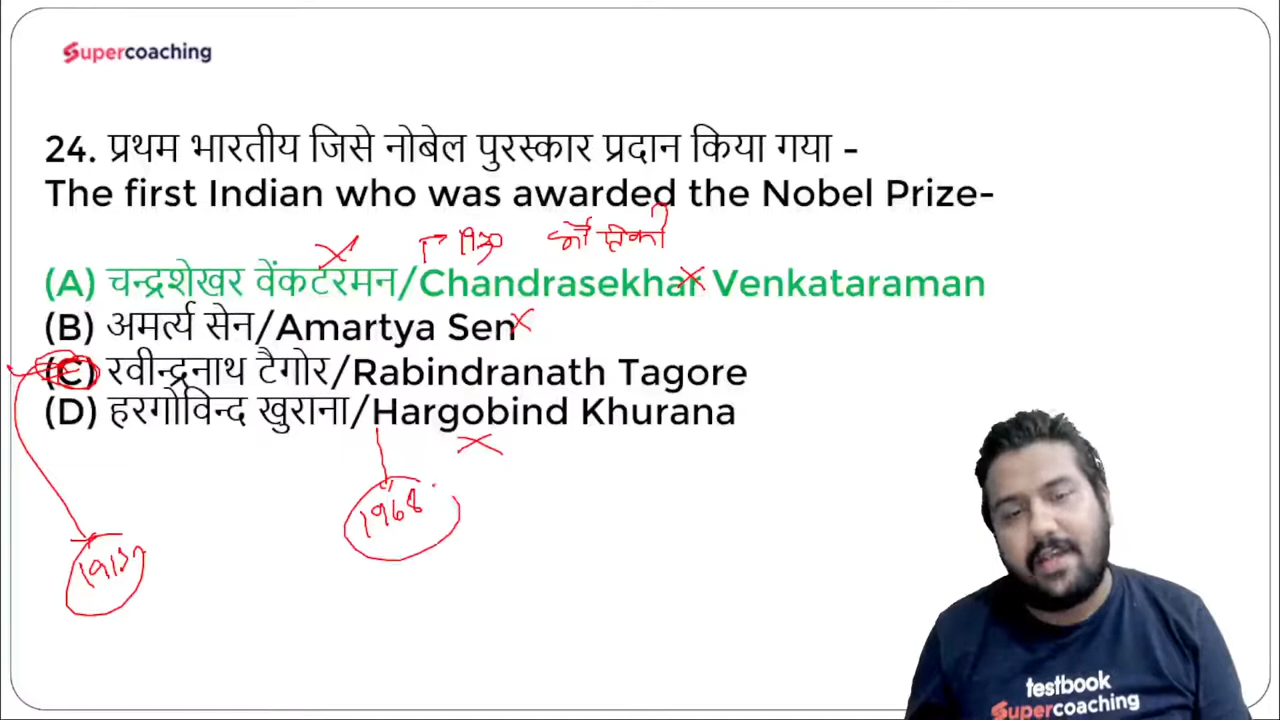 Supercoaching
24. प्रथम भारतीय जिसे नोबेल पुरस्कार प्रदान किया गया -
The first Indian who was awarded the Nobel Prize-
1930
(A) चन्द्रशेखर वेंकटरमन/Chandrasekhar Venkataraman
(B) अमर्त्य सेन/Amartya Sen
(C) रवीन्द्रनाथ टैगोर/Rabindranath Tagore
(D) हरगोविन्द खुराना/Hargobind Khurana
1968
1913
testbook
Supercoaching